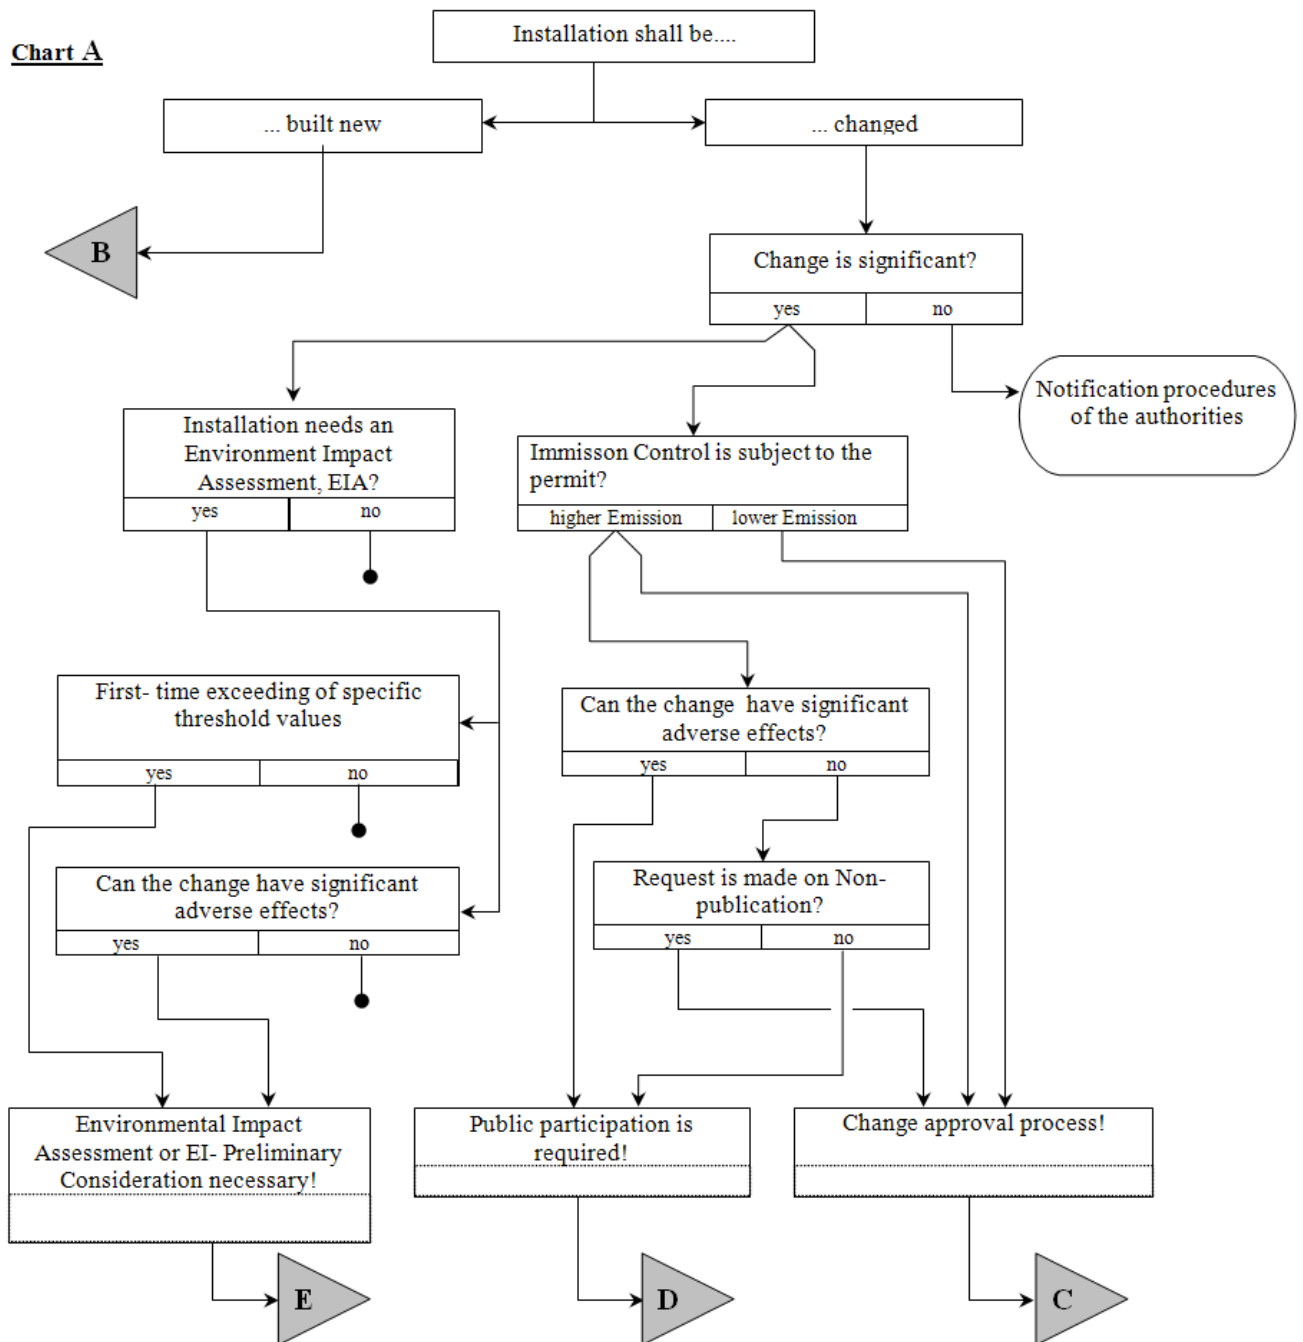 Chart A
Installation shall be....
... built new
... changed
B
Change is significant?
yes
no
Notification procedures
of the authorities
Installation needs an
Environment Impact
Assessment, EIA?
yes
no
Immisson Control is subject to the
permit?
higher Emission
lower Emission
First- time exceeding of specific
threshold values
yes
no
Can the change  have significant
adverse effects?
yes
no
Can the change have significant
adverse effects?
yes
no
Request is made on Non-
publication?
yes
no
Environmental Impact
Assessment or EI- Preliminary
Consideration necessary!
Public participation is
required!
Change approval process!
E
D
C